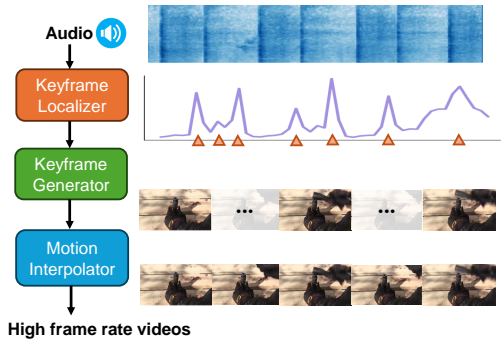 Audio
Keyframe
Localizer
Keyframe
Generator
...
...
Motion
Interpolator
High frame rate videos